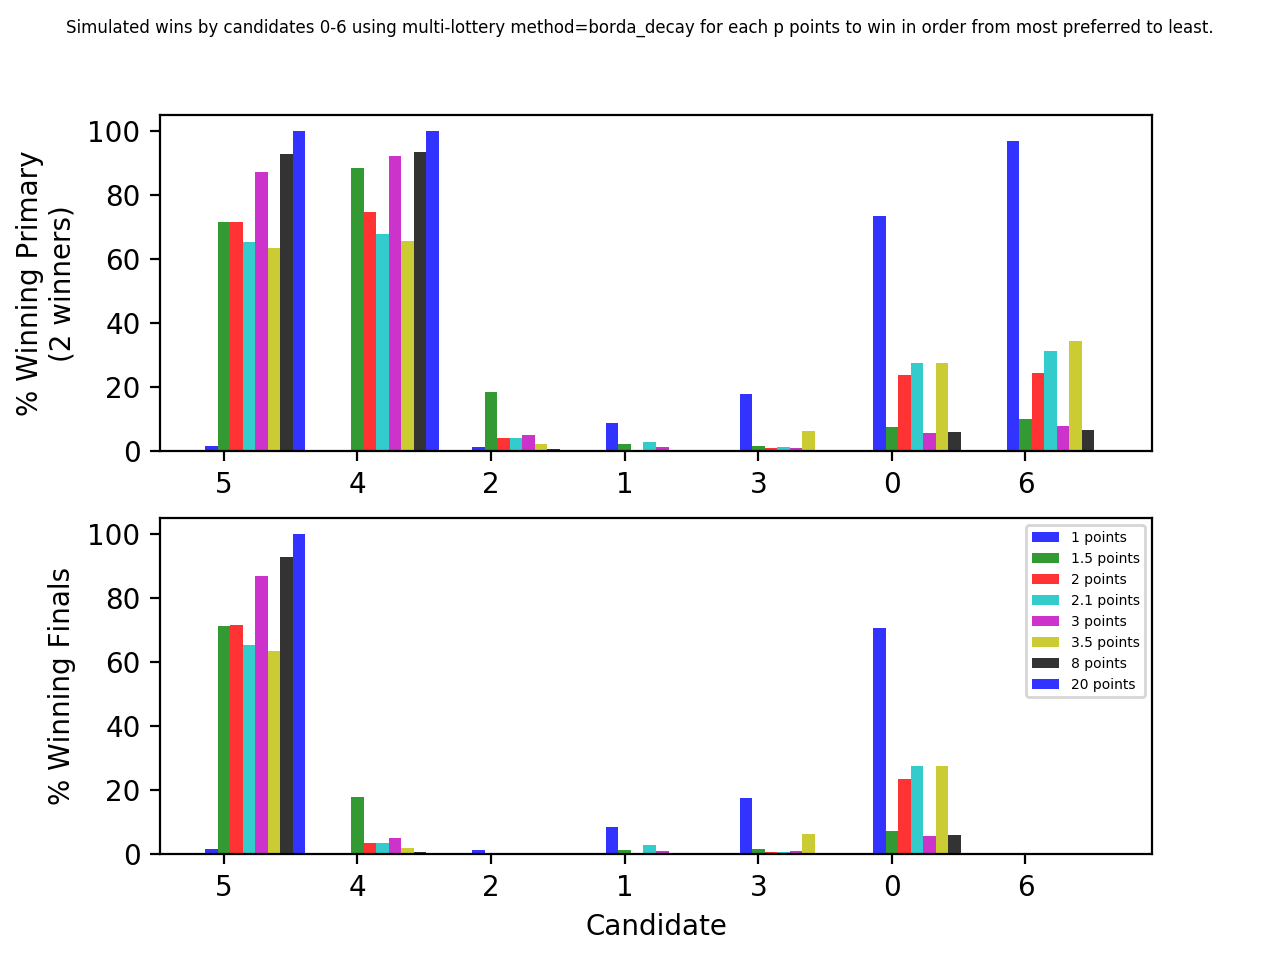 Simulated wins by candidates 0-6 using multi-lottery method=borda_decay for each p points to win in order from most preferred to least.
% Winning Primary
(2 winners)
100
80
60
40
20
0
5 4 2 1 3 0 6
% Winning Finals
100
80
60
40
20
0
1 points
1.5 points
2 points
2.1 points
3 points
3.5 points
8 points
20 points
5 4 2 1 3 0 6
Candidate